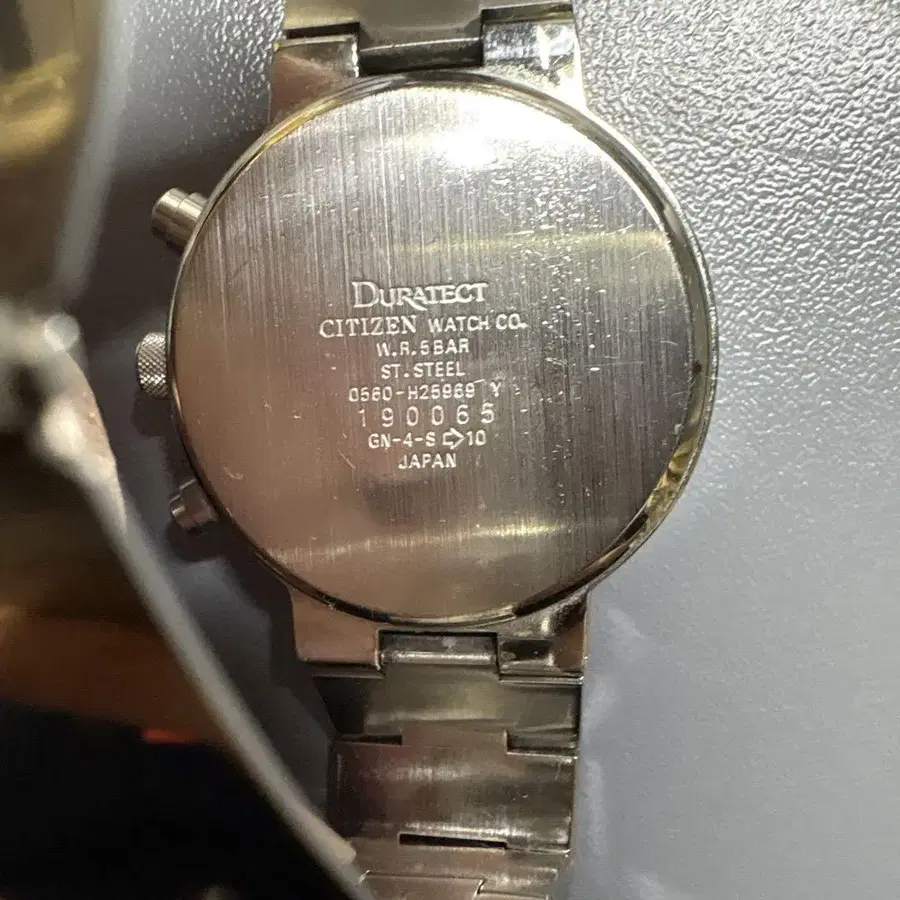 DURATECT
CITIZEN WATCH CO.
W.R.5BAR
ST.STEEL
0560-H25969 Y
190065
GN-4-S⇨10
JAPAN